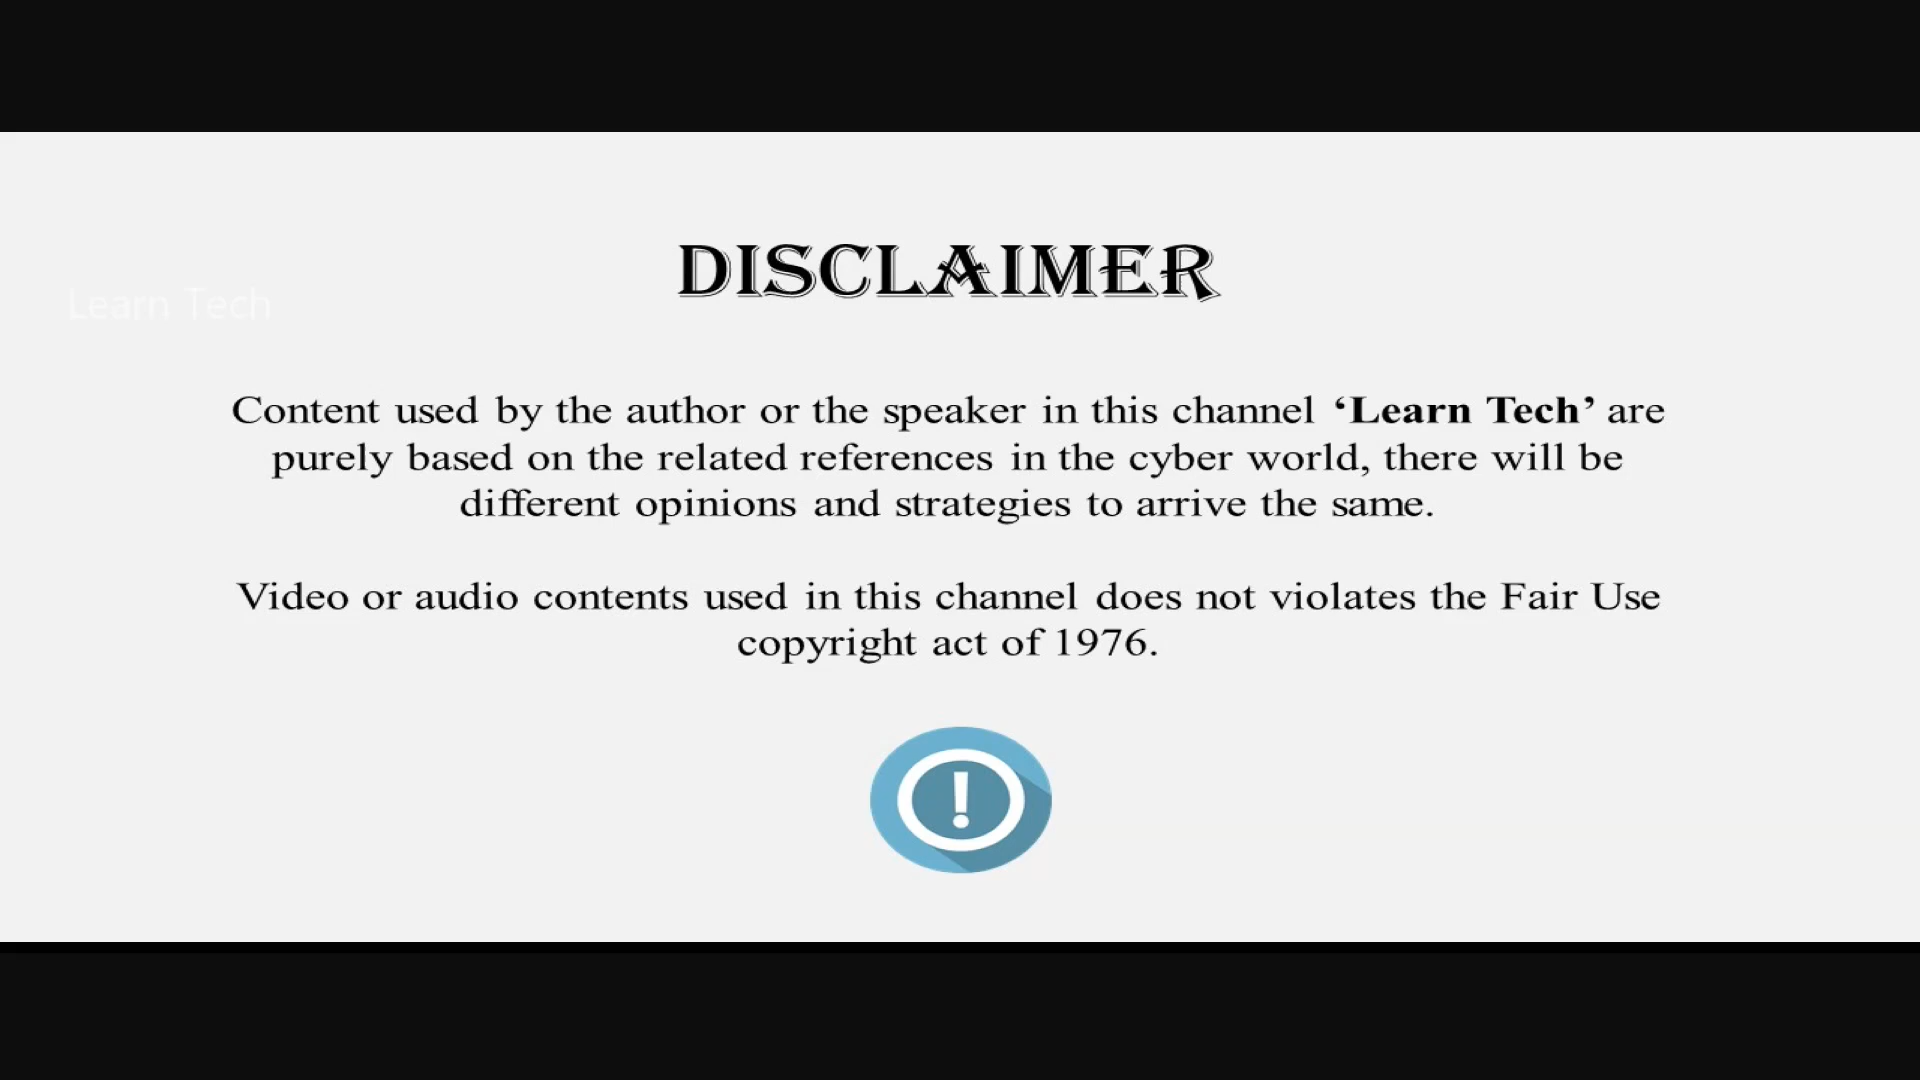 DISCLAIMER
Learn Tech
Content used by the author or the speaker in this channel ‘Learn Tech’ are
purely based on the related references in the cyber world, there will be
different opinions and strategies to arrive the same.
Video or audio contents used in this channel does not violates the Fair Use
copyright act of 1976.